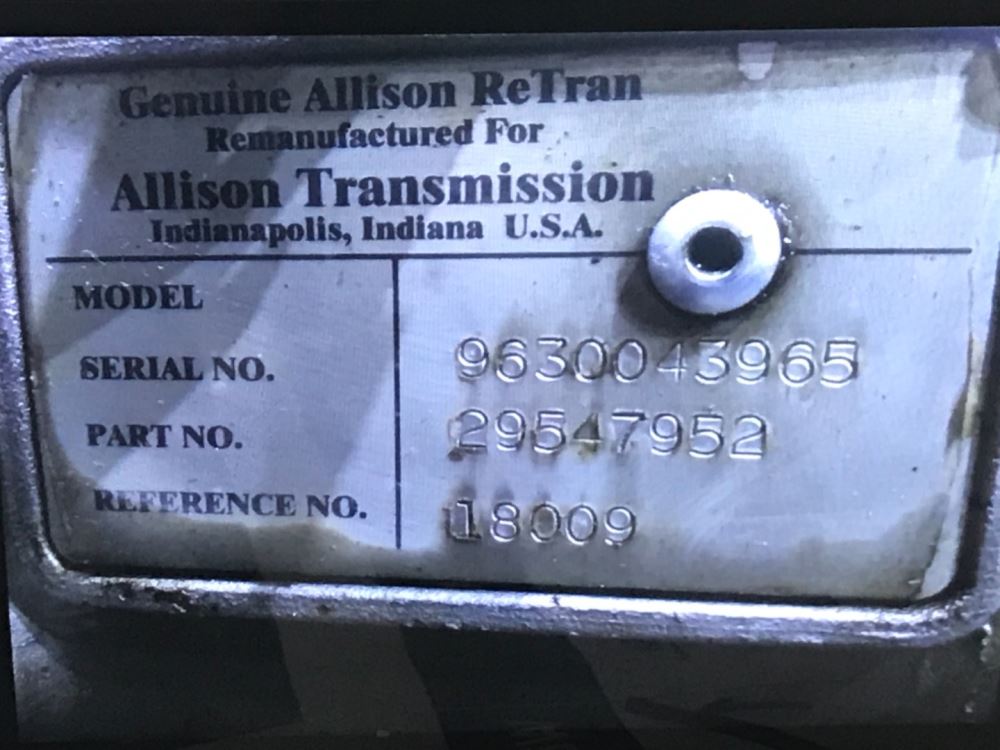 Genuine Allison ReTran
Remanufactured For
Allison Transmission
Indianapolis, Indiana U.S.A.
MODEL
SERIAL NO. 9630043965
PART NO. 29547952
REFERENCE NO. 18009